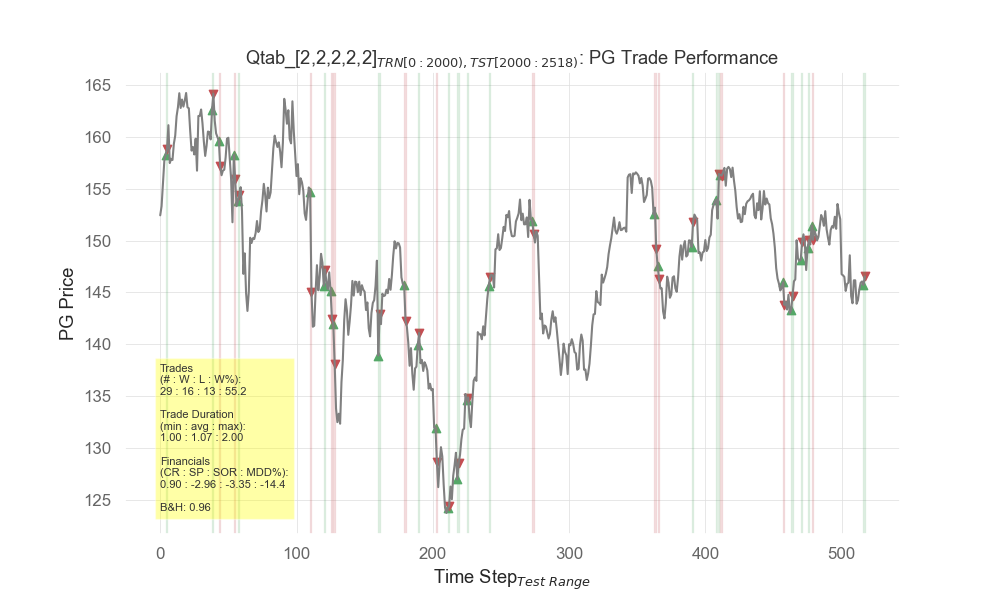 Qtab_[2,2,2,2,2]TRN[0 : 2000), TST[2000 : 2518): PG Trade Performance
165
160
155
150
145
140
135
130
125
PG Price
Trades
(# : W : L : W%):
29 : 16 : 13 : 55.2
Trade Duration
(min : avg : max):
1.00 : 1.07 : 2.00
Financials
(CR : SP : SOR : MDD%):
0.90 : -2.96 : -3.35 : -14.4
B&H: 0.96
0 100 200 300 400 500
Time StepTest Range